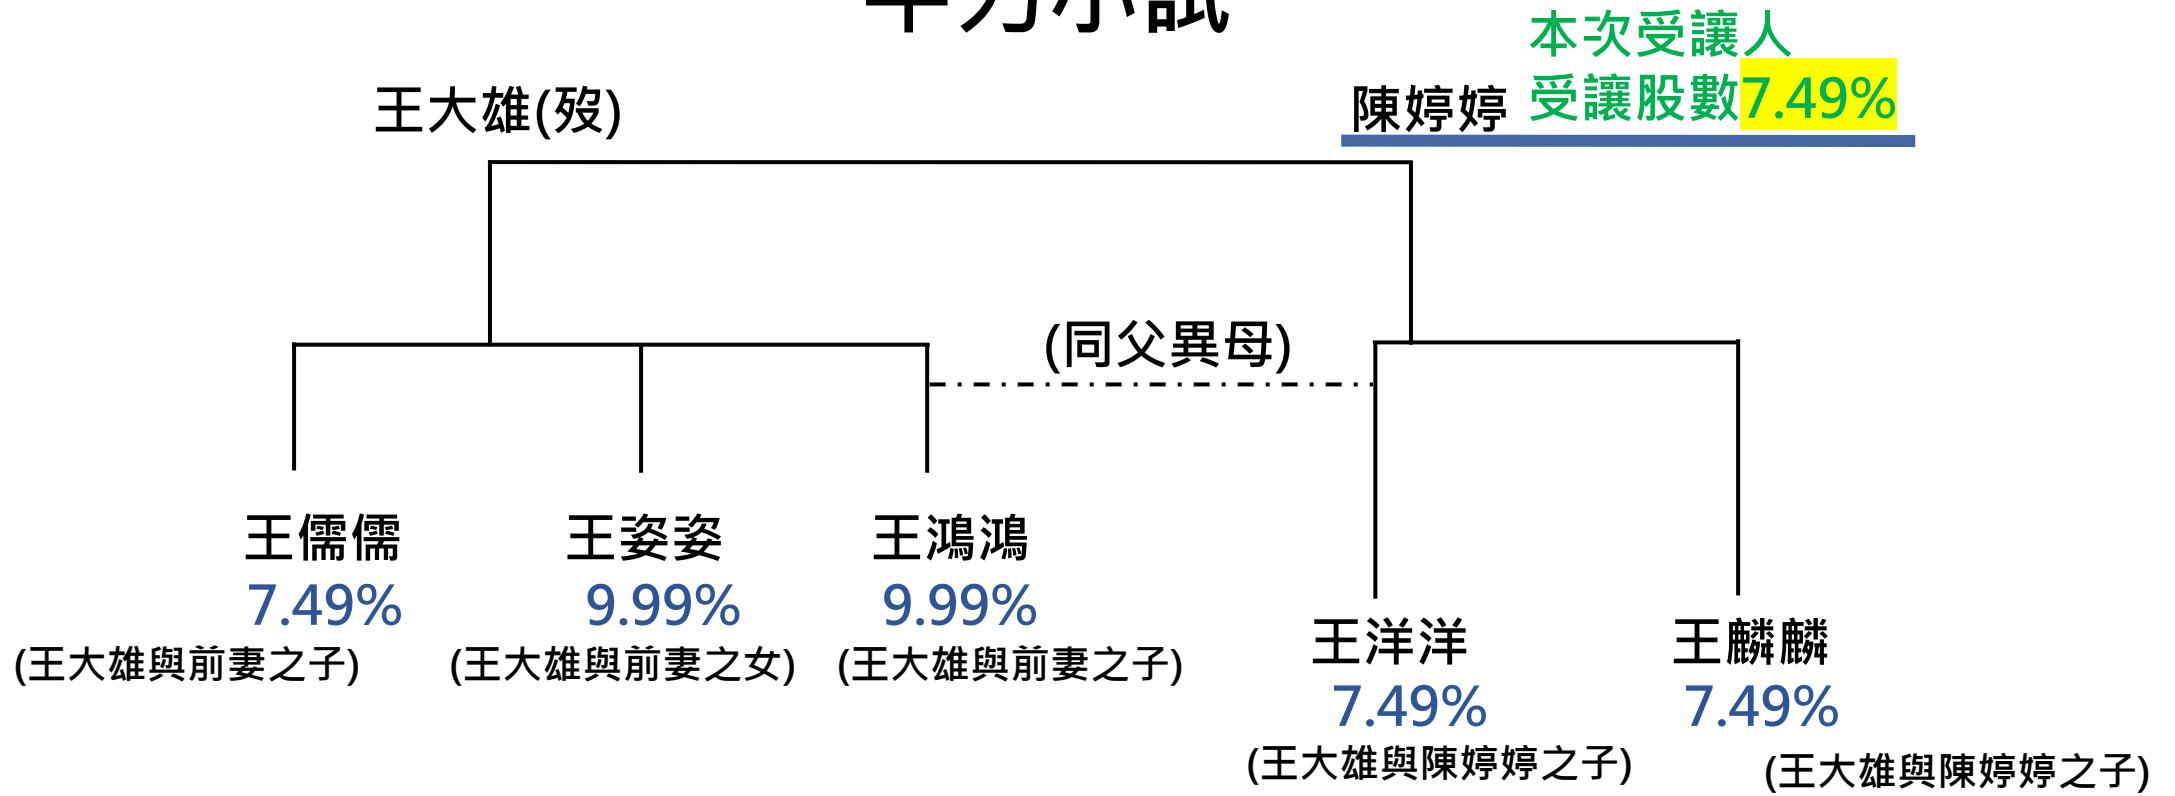 本次受讓人
王大雄(歿)
陳婷婷 受讓股數7.49%
(同父異母)
王儒儒
7.49%
(王大雄與前妻之子)
王姿姿
9.99%
(王大雄與前妻之女)
王鴻鴻
9.99%
(王大雄與前妻之子)
王洋洋
7.49%
(王大雄與陳婷婷之子)
王麟麟
7.49%
(王大雄與陳婷婷之子)